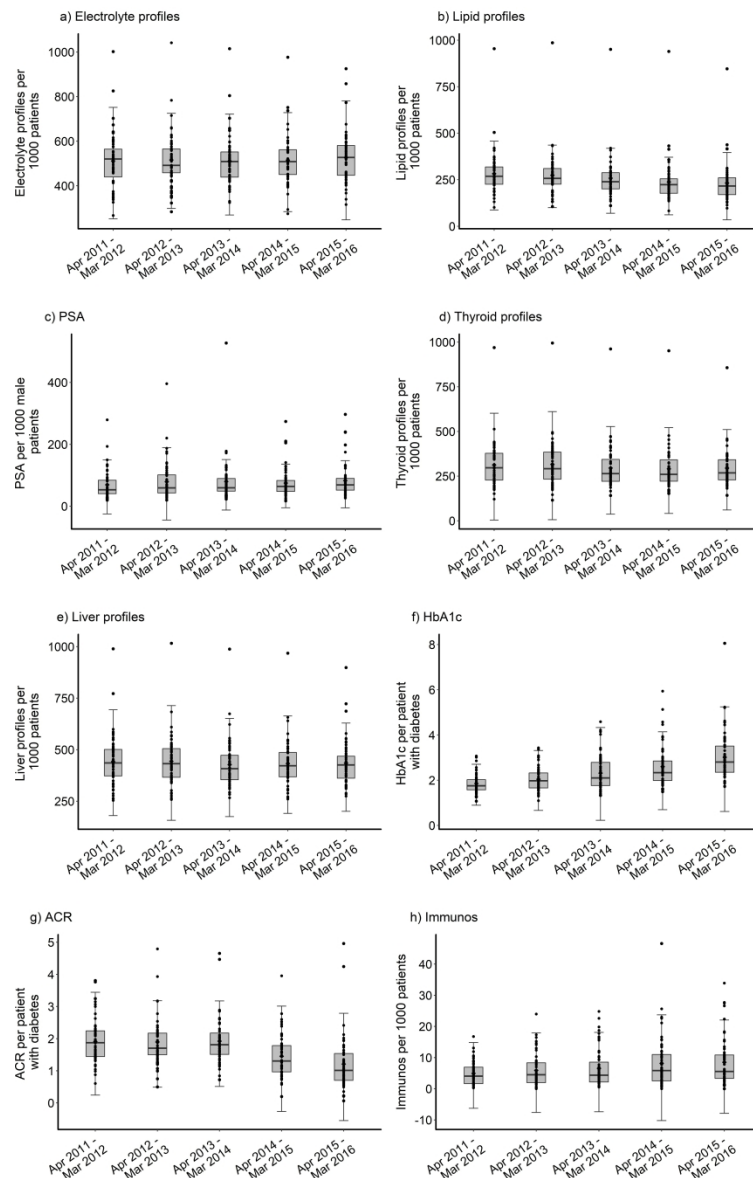 a) Electrolyte profiles
Electrolyte profiles per
1000 patients
1000
800
600
400
Apr 2011 -
Mar 2012
Apr 2012 -
Mar 2013
Apr 2013 -
Mar 2014
Apr 2014 -
Mar 2015
Apr 2015 -
Mar 2016
b) Lipid profiles
Lipid profiles per
1000 patients
1000
750
500
250
0
Apr 2011 -
Mar 2012
Apr 2012 -
Mar 2013
Apr 2013 -
Mar 2014
Apr 2014 -
Mar 2015
Apr 2015 -
Mar 2016
c) PSA
PSA per 1000 male
patients
400
200
0
Apr 2011 -
Mar 2012
Apr 2012 -
Mar 2013
Apr 2013 -
Mar 2014
Apr 2014 -
Mar 2015
Apr 2015 -
Mar 2016
d) Thyroid profiles
Thyroid profiles per
1000 patients
1000
750
500
250
0
Apr 2011 -
Mar 2012
Apr 2012 -
Mar 2013
Apr 2013 -
Mar 2014
Apr 2014 -
Mar 2015
Apr 2015 -
Mar 2016
e) Liver profiles
Liver profiles per
1000 patients
1000
750
500
250
Apr 2011 -
Mar 2012
Apr 2012 -
Mar 2013
Apr 2013 -
Mar 2014
Apr 2014 -
Mar 2015
Apr 2015 -
Mar 2016
f) HbA1c
HbA1c per patient
with diabetes
8
6
4
2
0
Apr 2011 -
Mar 2012
Apr 2012 -
Mar 2013
Apr 2013 -
Mar 2014
Apr 2014 -
Mar 2015
Apr 2015 -
Mar 2016
g) ACR
ACR per patient
with diabetes
5
4
3
2
1
0
Apr 2011 -
Mar 2012
Apr 2012 -
Mar 2013
Apr 2013 -
Mar 2014
Apr 2014 -
Mar 2015
Apr 2015 -
Mar 2016
h) Immunos
Immunos per 1000 patients
40
30
20
10
0
-10
Apr 2011 -
Mar 2012
Apr 2012 -
Mar 2013
Apr 2013 -
Mar 2014
Apr 2014 -
Mar 2015
Apr 2015 -
Mar 2016